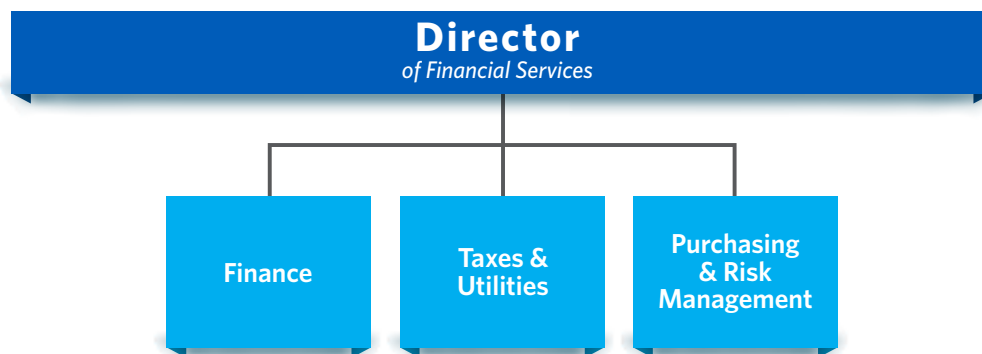 Director
of Financial Services
Finance
Taxes &
Utilities
Purchasing
& Risk
Management